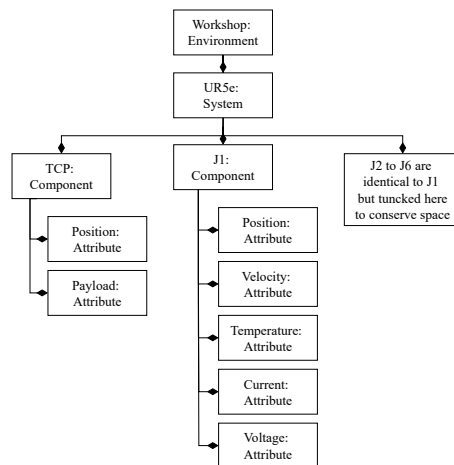 Workshop:
Environment
UR5e:
System
TCP:
Component
J1:
Component
J2 to J6 are
identical to J1
but tuncked here
to conserve space
Position:
Attribute
Payload:
Attribute
Position:
Attribute
Velocity:
Attribute
Temperature:
Attribute
Current:
Attribute
Voltage:
Attribute